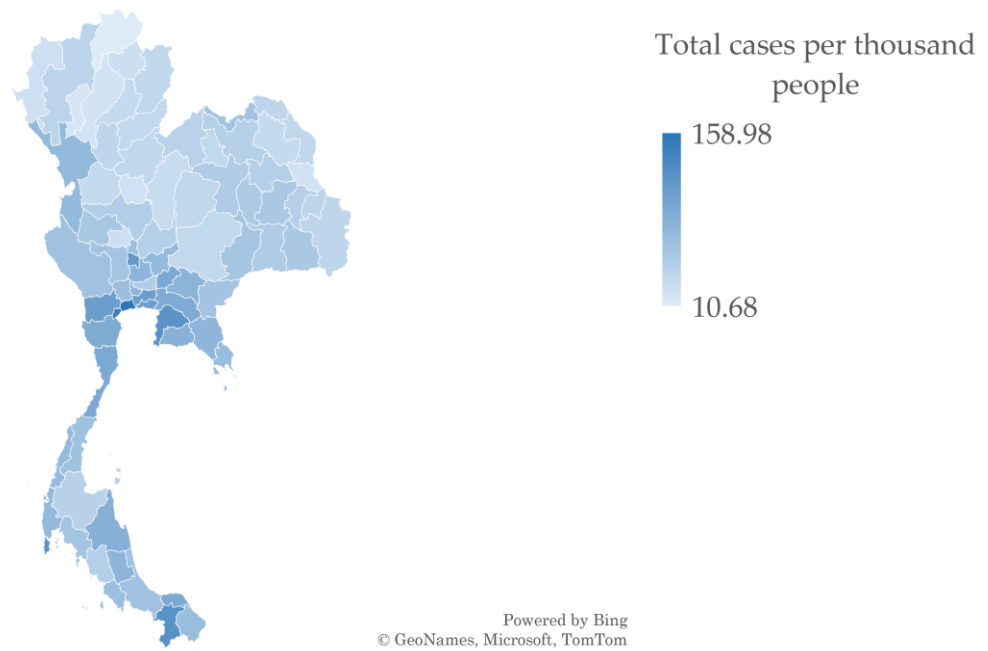 Total cases per thousand
people
158.98
10.68
Powered by Bing
© GeoNames, Microsoft, TomTom